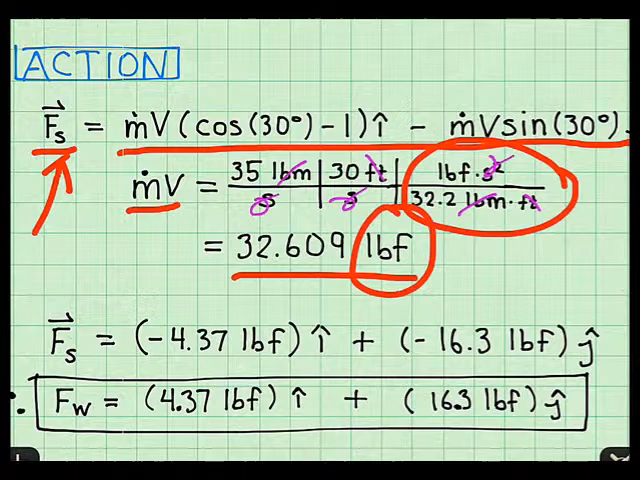 ACTION
F⃗s = ṁV(cos(30°)-1)î - ṁVsin(30°)
ṁV = 35 lbm | 30 ft | lbf·s²
s | s | 32.2 lbm·ft
= 32.609 lbf
F⃗s = (-4.37 lbf) î + (-16.3 lbf) ĵ
∴ Fw = (4.37 lbf) î + (16.3 lbf) ĵ